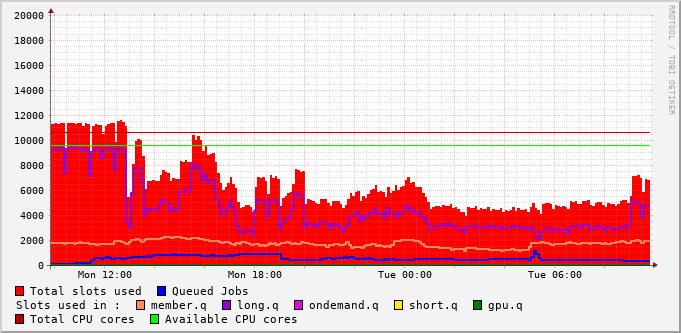 RRDTOOL / TOBI OETIKER
20000
18000
16000
14000
12000
10000
8000
6000
4000
2000
0
Mon 12:00 Mon 18:00 Tue 00:00 Tue 06:00
Total slots used Queued Jobs
Slots used in : member.q long.q ondemand.q short.q gpu.q
Total CPU cores Available CPU cores